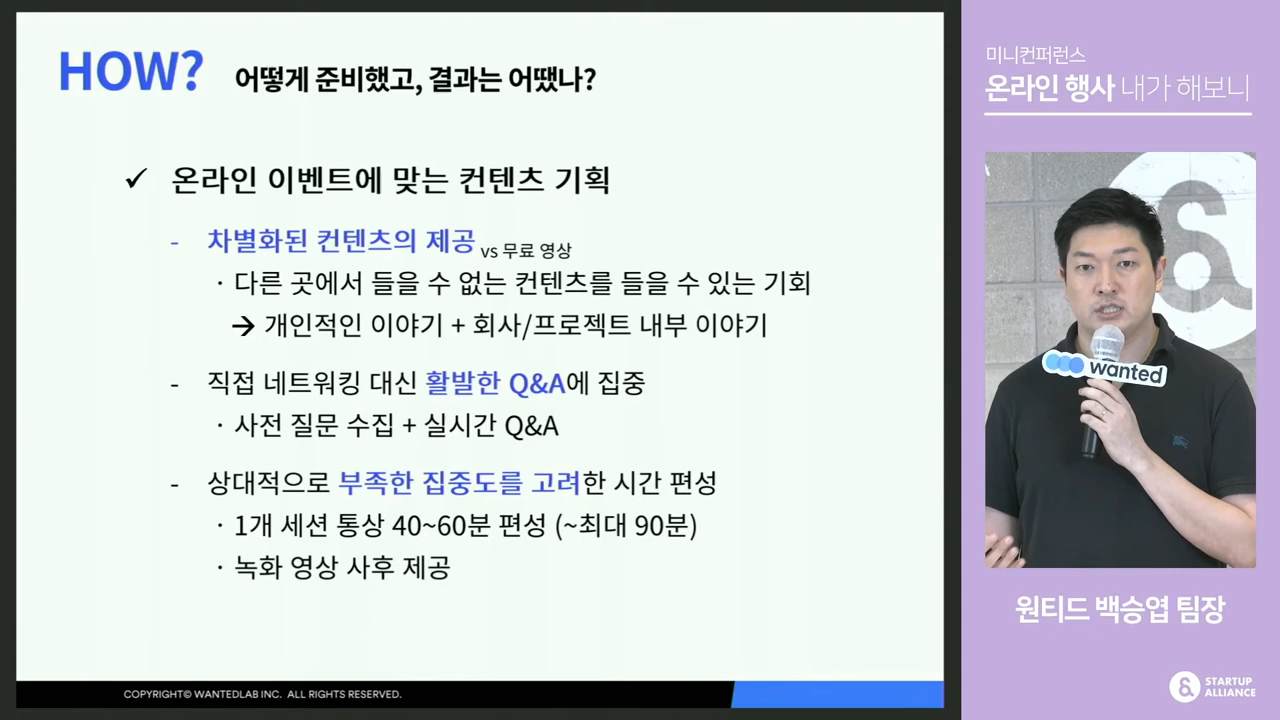 HOW? 어떻게 준비했고, 결과는 어땠나?
✓ 온라인 이벤트에 맞는 컨텐츠 기획
- 차별화된 컨텐츠의 제공 vs 무료 영상
· 다른 곳에서 들을 수 없는 컨텐츠를 들을 수 있는 기회
→ 개인적인 이야기 + 회사/프로젝트 내부 이야기
- 직접 네트워킹 대신 활발한 Q&A에 집중
· 사전 질문 수집 + 실시간 Q&A
- 상대적으로 부족한 집중도를 고려한 시간 편성
· 1개 세션 통상 40~60분 편성 (~최대 90분)
· 녹화 영상 사후 제공
COPYRIGHT© WANTEDLAB INC. ALL RIGHTS RESERVED.
미니컨퍼런스
온라인 행사 내가 해보니
wanted
원티드 백승엽 팀장
STARTUP
ALLIANCE